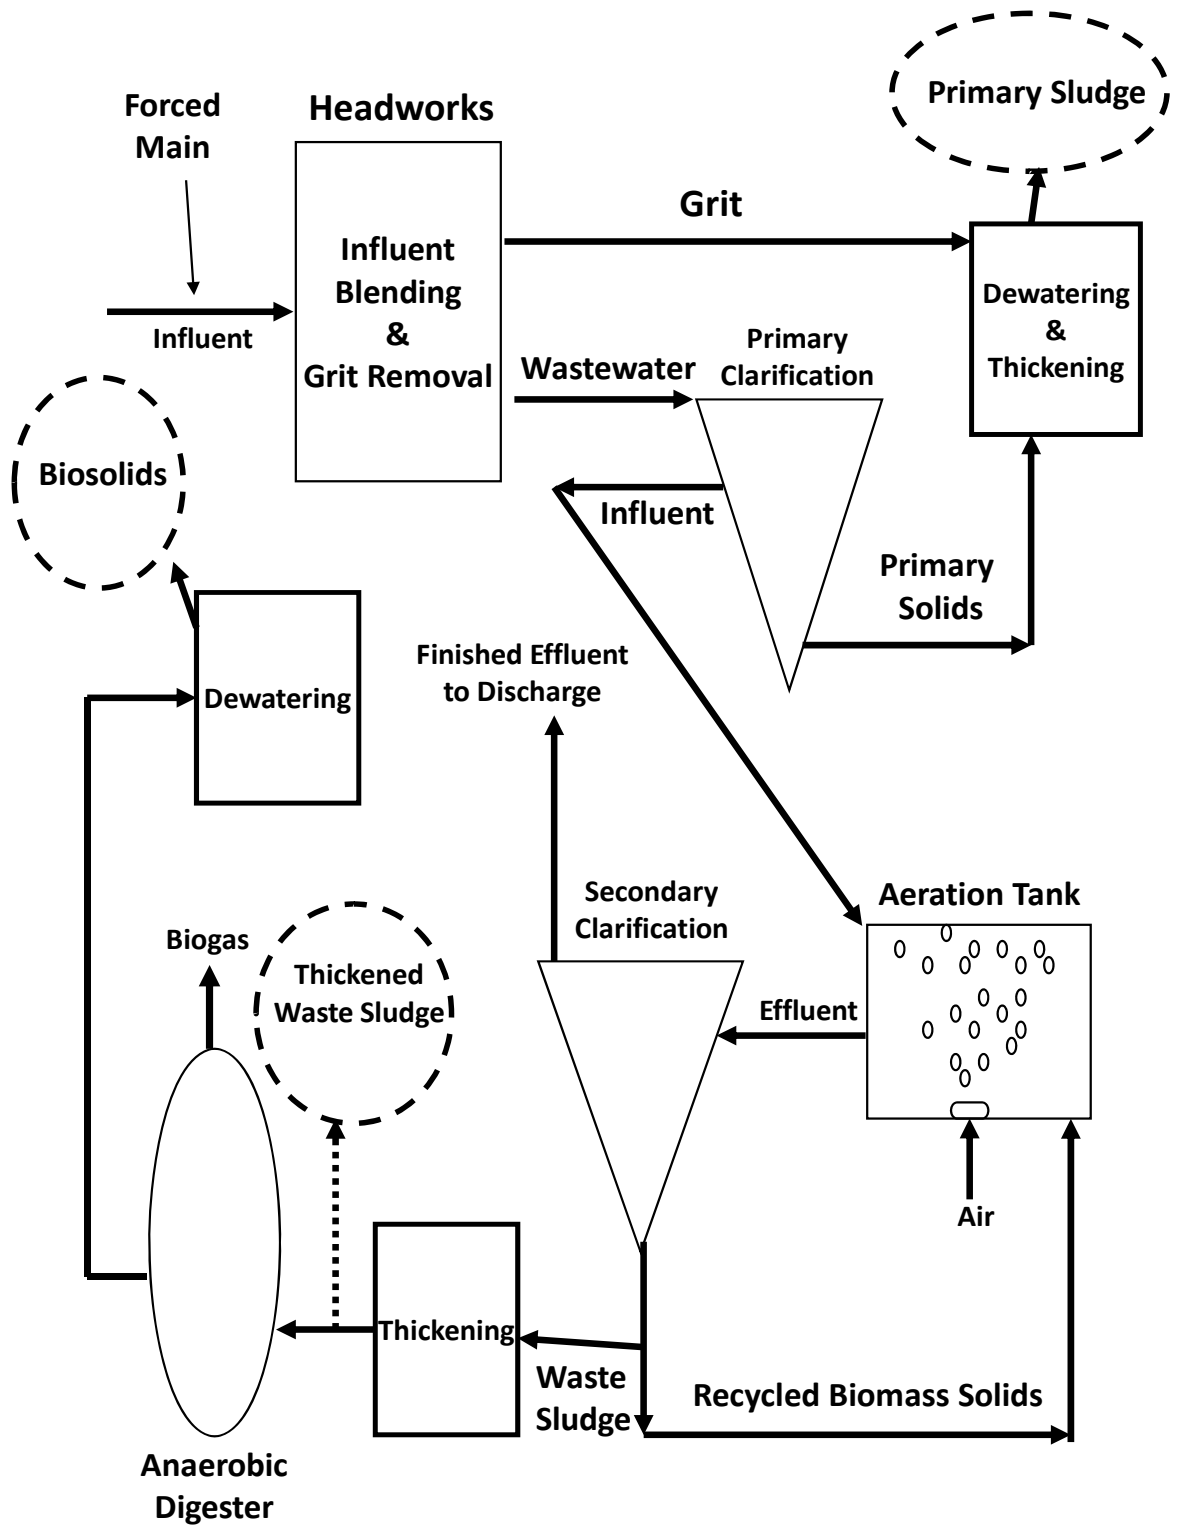 Primary Sludge
Forced
Main
Headworks
Grit
Influent
Blending
&
Grit Removal
Dewatering
&
Thickening
Influent
Primary
Clarification
Wastewater
Biosolids
Influent
Primary
Solids
Finished Effluent
to Discharge
Dewatering
Secondary
Clarification
Aeration Tank
Biogas
Thickened
Waste Sludge
Effluent
Air
Thickening
Waste
Sludge
Recycled Biomass Solids
Anaerobic
Digester